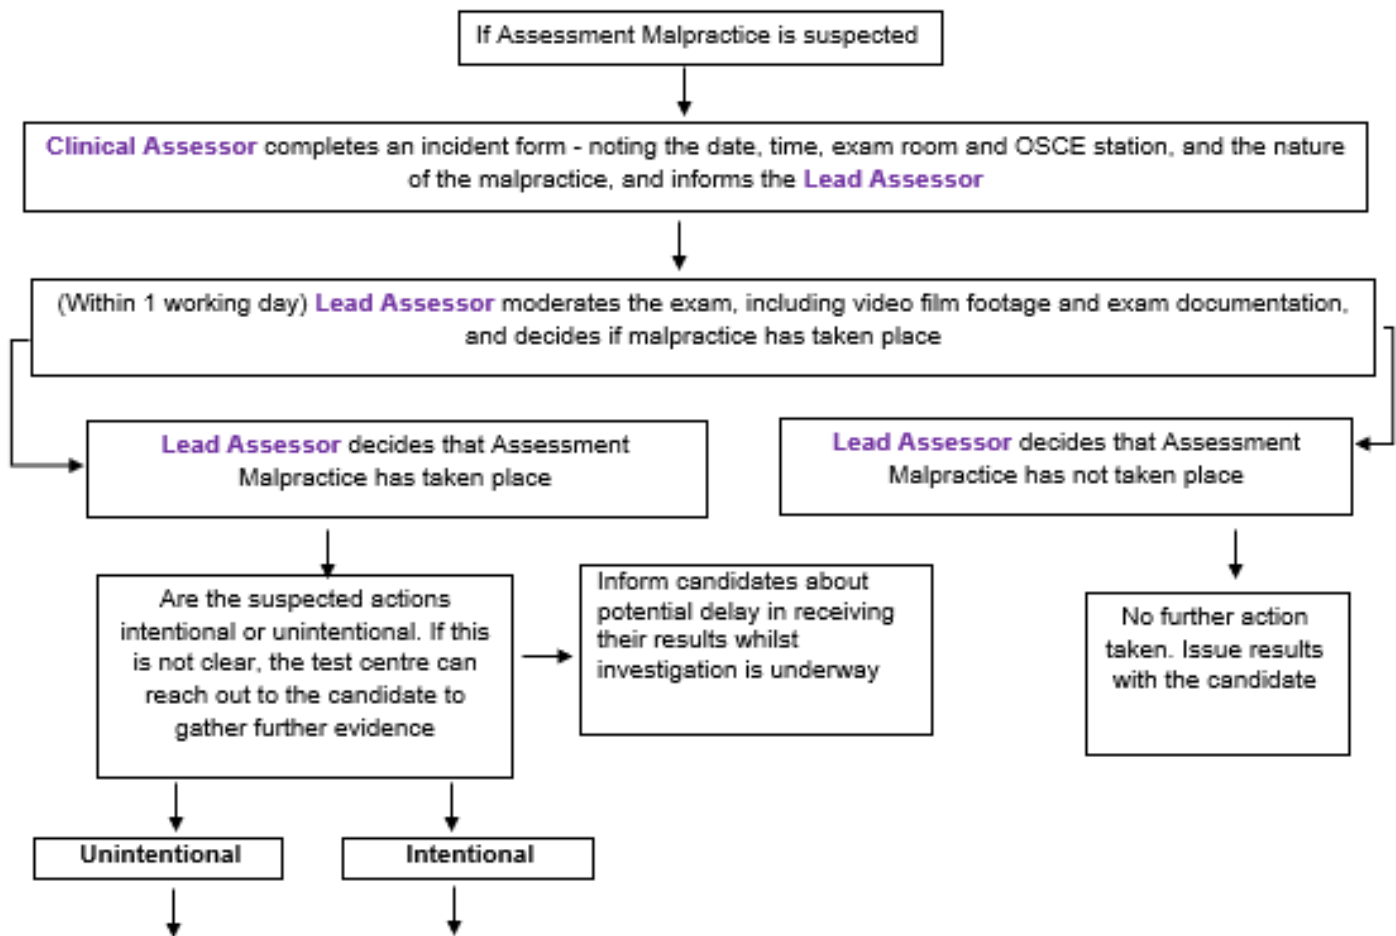 If Assessment Malpractice is suspected
Clinical Assessor completes an incident form - noting the date, time, exam room and OSCE station, and the nature
of the malpractice, and informs the Lead Assessor
(Within 1 working day) Lead Assessor moderates the exam, including video film footage and exam documentation,
and decides if malpractice has taken place
Lead Assessor decides that Assessment
Malpractice has taken place
Lead Assessor decides that Assessment
Malpractice has not taken place
Are the suspected actions
intentional or unintentional. If this
is not clear, the test centre can
reach out to the candidate to
gather further evidence
Inform candidates about
potential delay in receiving
their results whilst
investigation is underway
No further action
taken. Issue results
with the candidate
Unintentional
Intentional